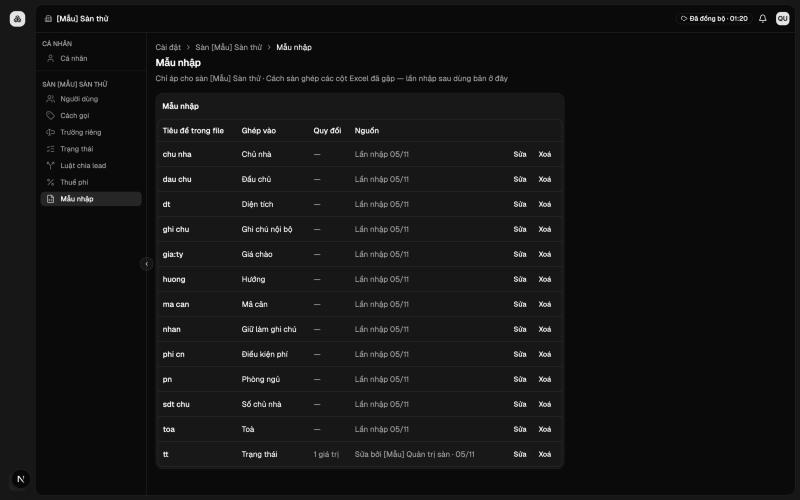 [Mẫu] Sàn thử
Đã đồng bộ · 01:20
QU
CÁ NHÂN
Cá nhân
SÀN [MẪU] SÀN THỬ
Người dùng
Cách gọi
Trường riêng
Trạng thái
Luật chia lead
Thuế phí
Mẫu nhập
Cài đặt > Sàn [Mẫu] Sàn thử > Mẫu nhập
Mẫu nhập
Chỉ áp cho sàn [Mẫu] Sàn thử · Cách sàn ghép các cột Excel đã gặp — lần nhập sau dùng bản ở đây
Mẫu nhập
Tiêu đề trong file Ghép vào Quy đổi Nguồn
chu nha Chủ nhà — Lần nhập 05/11 Sửa Xoá
dau chu Đầu chủ — Lần nhập 05/11 Sửa Xoá
dt Diện tích — Lần nhập 05/11 Sửa Xoá
ghi chu Ghi chú nội bộ — Lần nhập 05/11 Sửa Xoá
gia:ty Giá chào — Lần nhập 05/11 Sửa Xoá
huong Hướng — Lần nhập 05/11 Sửa Xoá
ma can Mã căn — Lần nhập 05/11 Sửa Xoá
nhan Giữ làm ghi chú — Lần nhập 05/11 Sửa Xoá
phi cn Điều kiện phí — Lần nhập 05/11 Sửa Xoá
pn Phòng ngủ — Lần nhập 05/11 Sửa Xoá
sdt chu Số chủ nhà — Lần nhập 05/11 Sửa Xoá
toa Toà — Lần nhập 05/11 Sửa Xoá
tt Trạng thái 1 giá trị Sửa bởi [Mẫu] Quản trị sàn · 05/11 Sửa Xoá
N